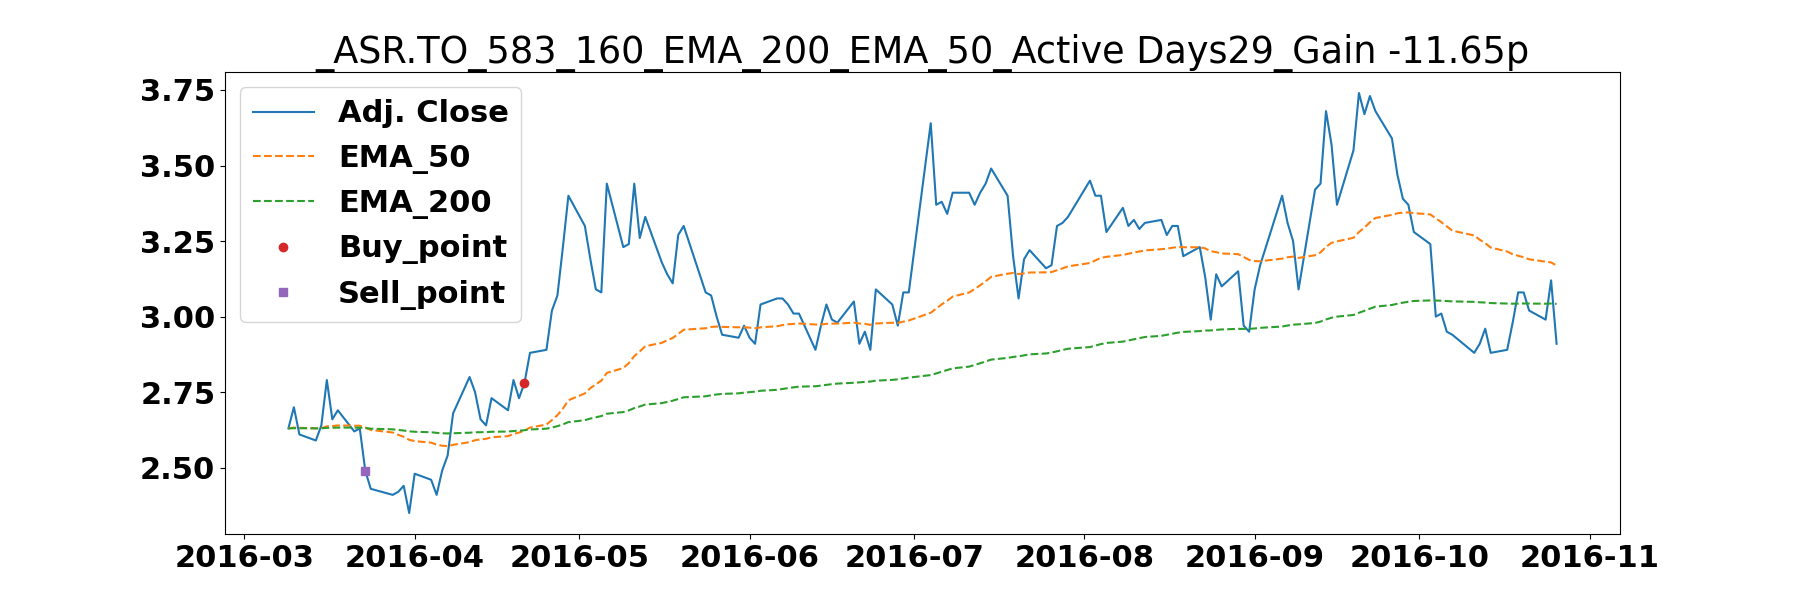 _ASR.TO_583_160_EMA_200_EMA_50_Active Days29_Gain -11.65p
3.75
3.50
3.25
3.00
2.75
2.50
Adj. Close
EMA_50
EMA_200
Buy_point
Sell_point
2016-03 2016-04 2016-05 2016-06 2016-07 2016-08 2016-09 2016-10 2016-11